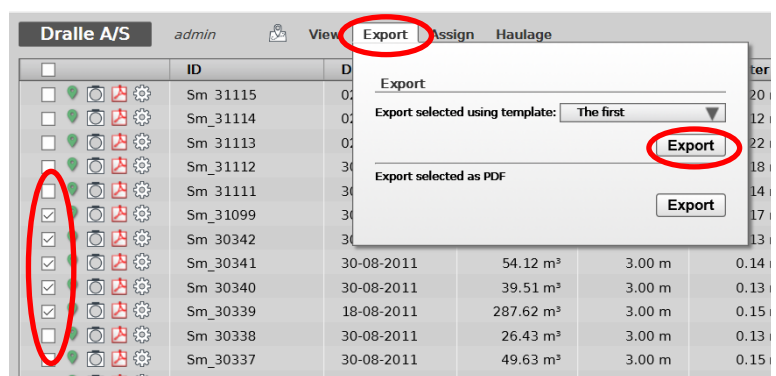 Dralle A/S admin View Export Assign Haulage
ID
Export
Export selected using template: The first
Export
Export selected as PDF
Export
Sm_31115
Sm_31114
Sm_31113
Sm_31112
Sm_31111
Sm_31099
Sm_30342
Sm_30341 30-08-2011 54.12 m³ 3.00 m 0.14
Sm_30340 30-08-2011 39.51 m³ 3.00 m 0.13
Sm_30339 18-08-2011 287.62 m³ 3.00 m 0.15
Sm_30338 30-08-2011 26.43 m³ 3.00 m 0.13
Sm_30337 30-08-2011 49.63 m³ 3.00 m 0.15